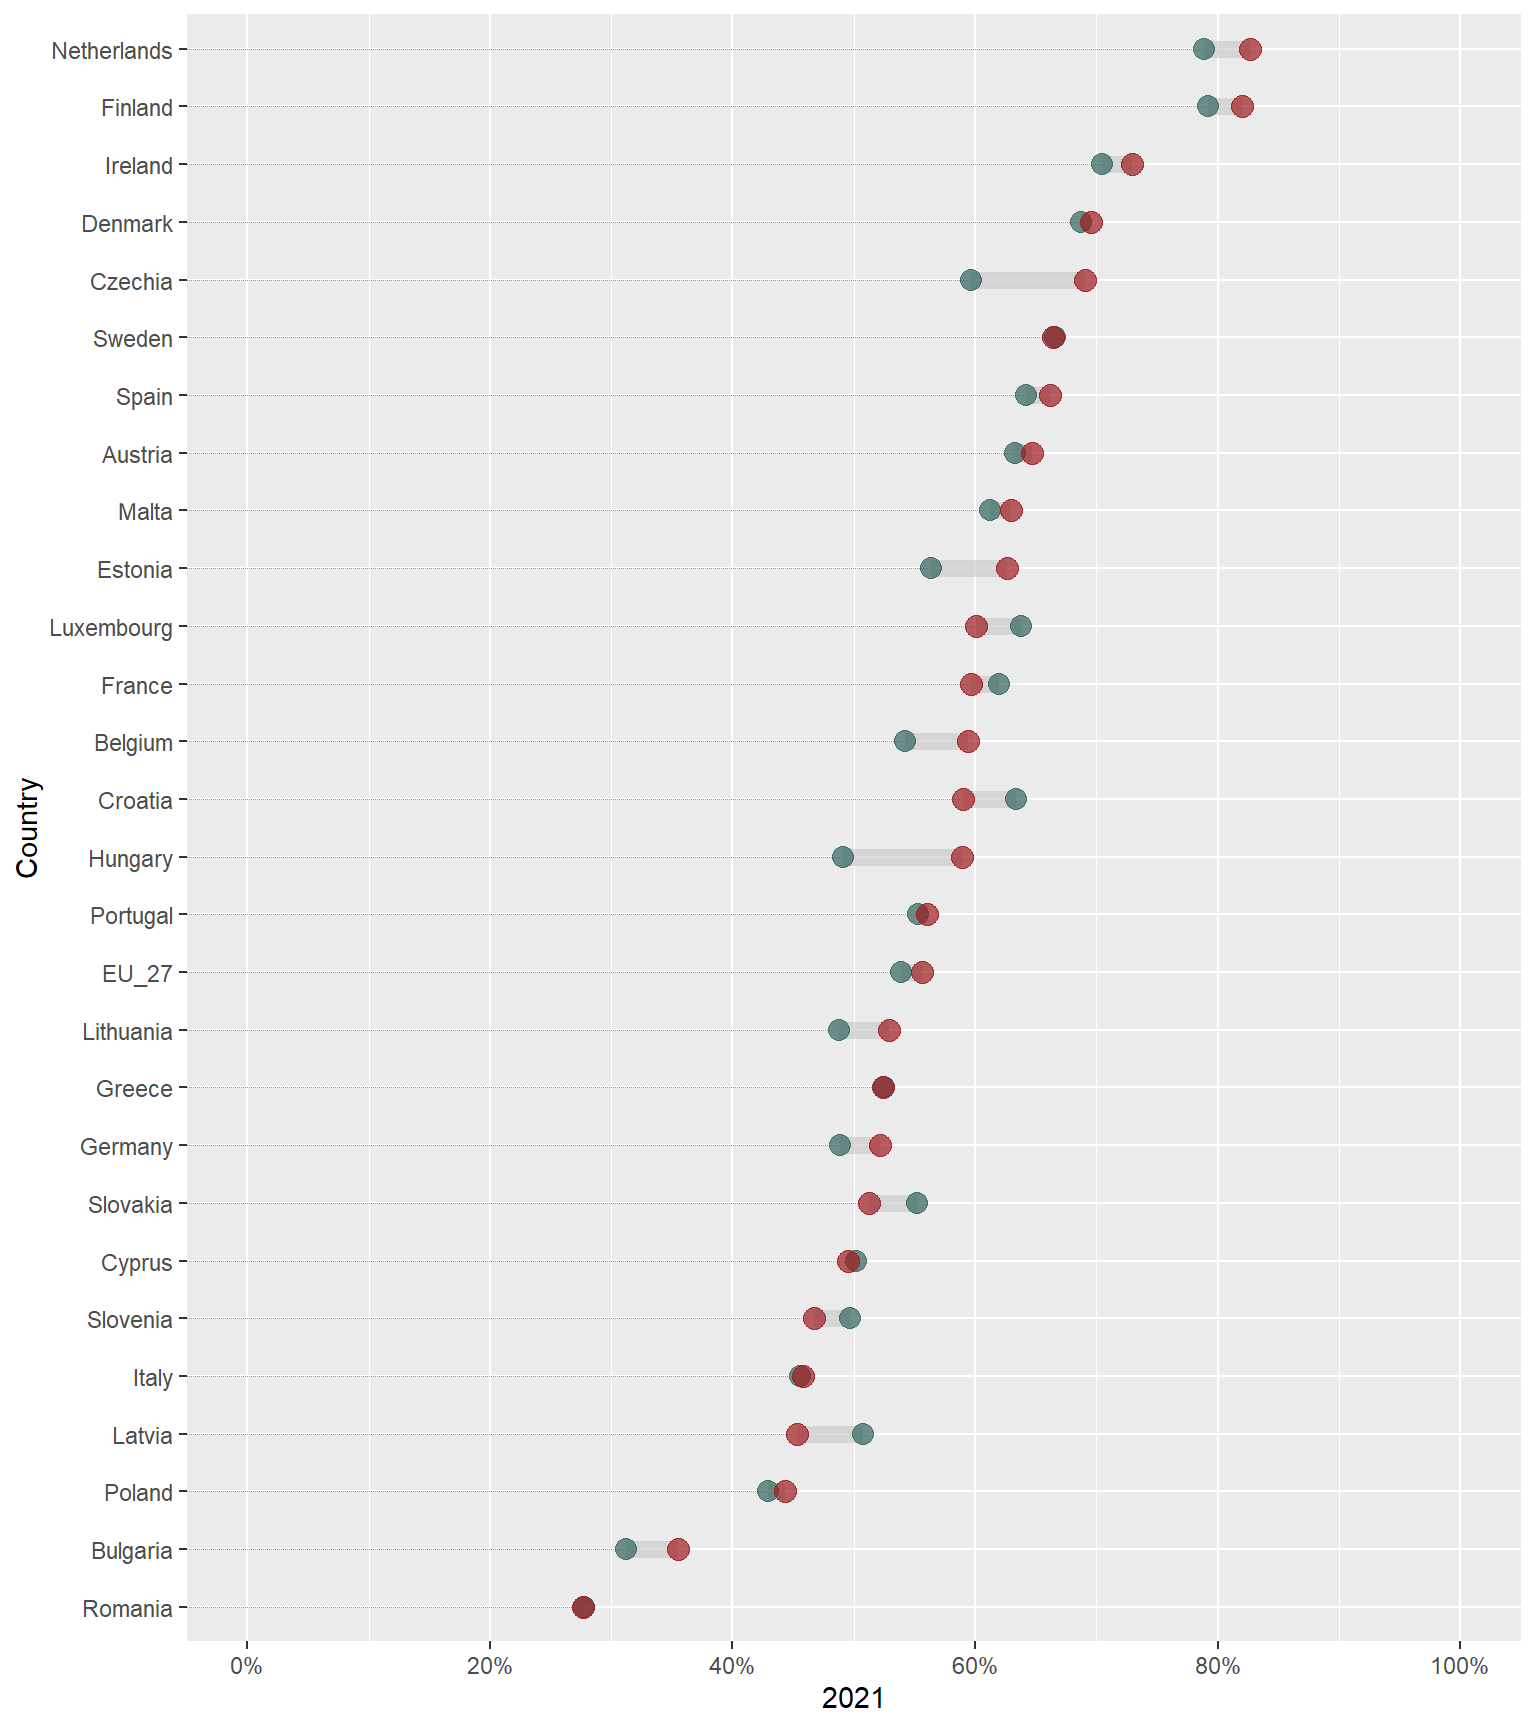 Netherlands
Finland
Ireland
Denmark
Czechia
Sweden
Spain
Austria
Malta
Estonia
Luxembourg
France
Belgium
Croatia
Hungary
Portugal
EU_27
Lithuania
Greece
Germany
Slovakia
Cyprus
Slovenia
Italy
Latvia
Poland
Bulgaria
Romania
Country
0% 20% 40% 60% 80% 100%
2021